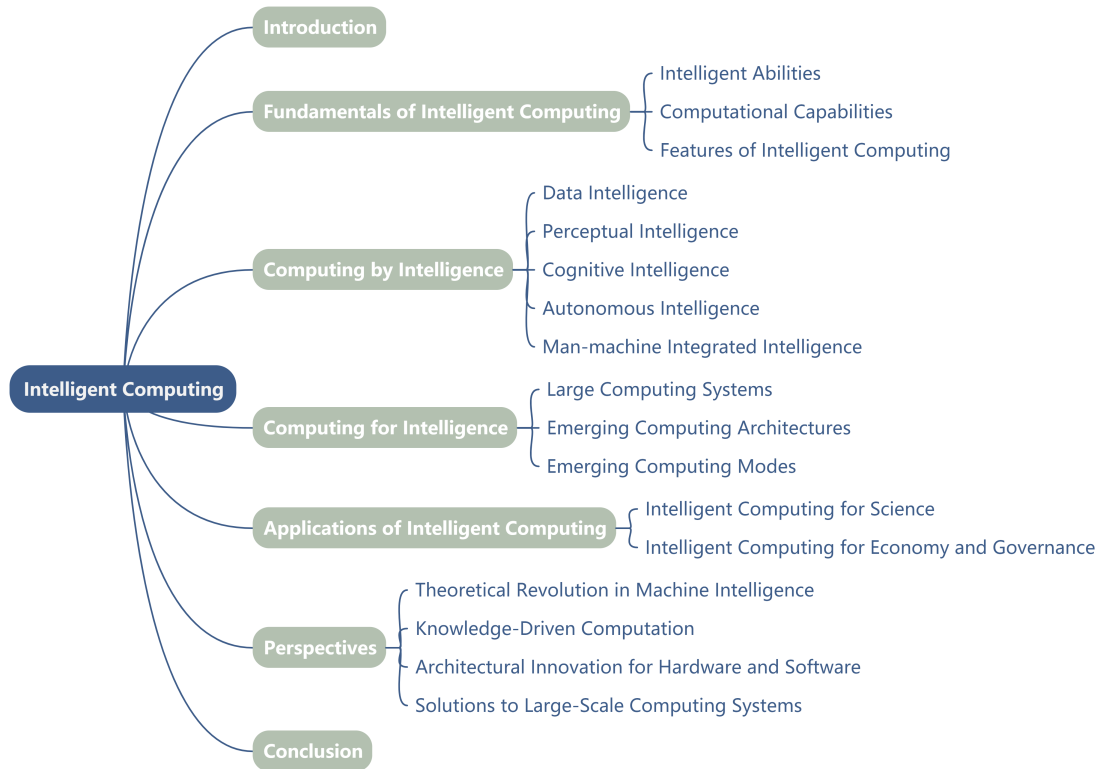 Introduction
Fundamentals of Intelligent Computing
Intelligent Abilities
Computational Capabilities
Features of Intelligent Computing
Computing by Intelligence
Data Intelligence
Perceptual Intelligence
Cognitive Intelligence
Autonomous Intelligence
Man-machine Integrated Intelligence
Intelligent Computing
Computing for Intelligence
Large Computing Systems
Emerging Computing Architectures
Emerging Computing Modes
Applications of Intelligent Computing
Intelligent Computing for Science
Intelligent Computing for Economy and Governance
Perspectives
Theoretical Revolution in Machine Intelligence
Knowledge-Driven Computation
Architectural Innovation for Hardware and Software
Solutions to Large-Scale Computing Systems
Conclusion